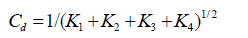 C_d = 1/(K_1 + K_2 + K_3 + K_4)^{1/2}